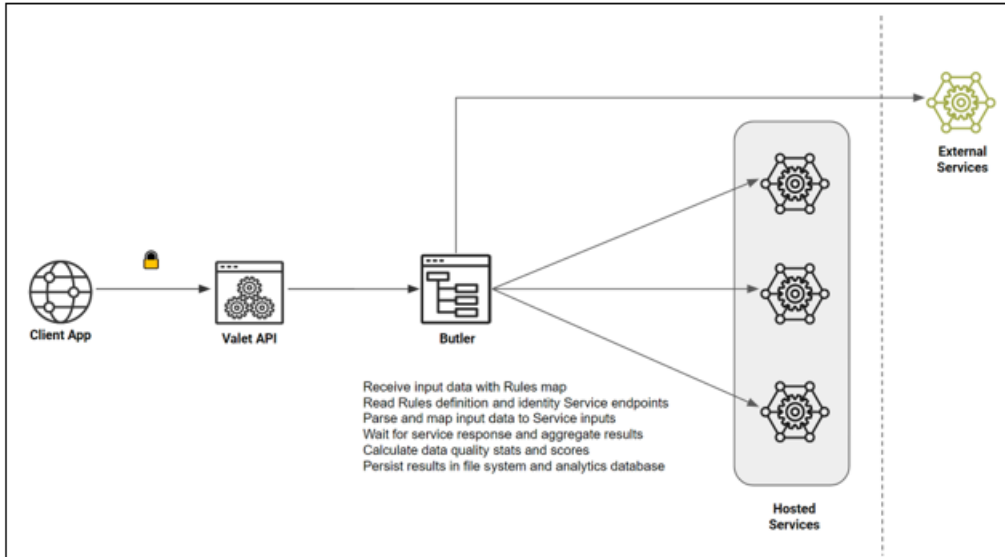 External
Services
Client App
Valet API
Butler
Receive input data with Rules map
Read Rules definition and identity Service endpoints
Parse and map input data to Service inputs
Wait for service response and aggregate results
Calculate data quality stats and scores
Persist results in file system and analytics database
Hosted
Services